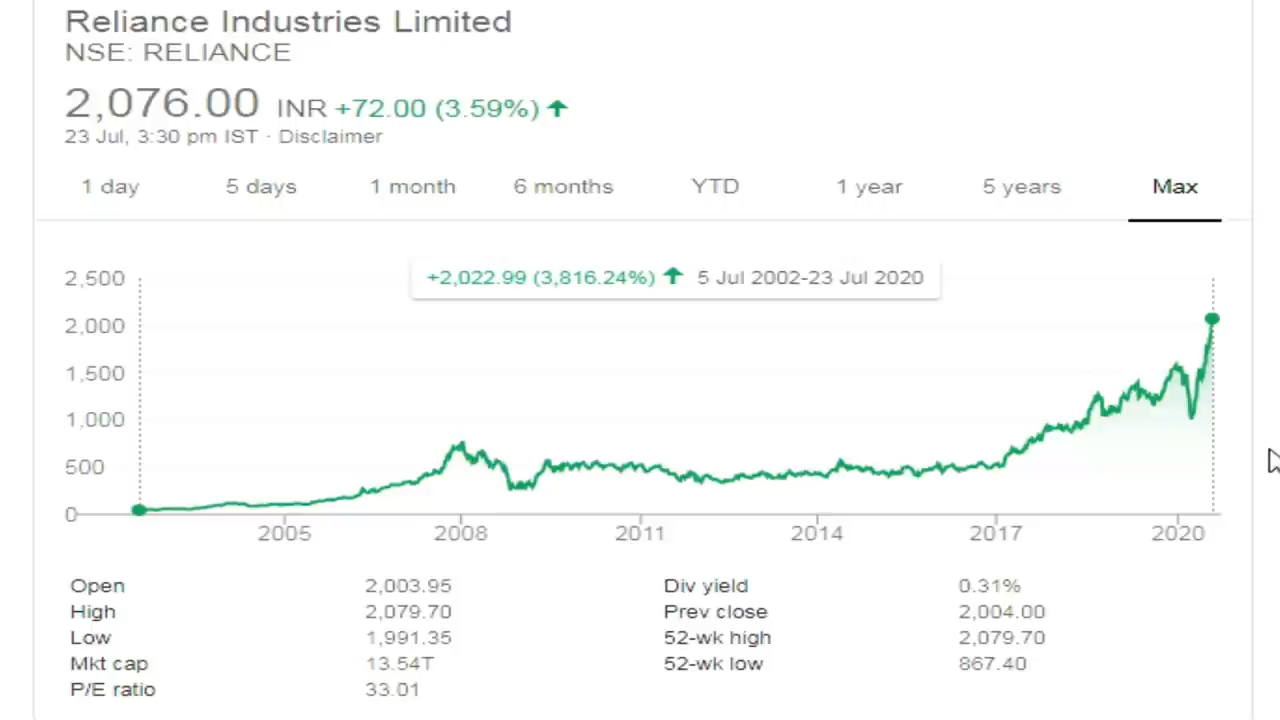 Reliance Industries Limited
NSE: RELIANCE
2,076.00 INR +72.00 (3.59%)
23 Jul, 3:30 pm IST · Disclaimer
1 day 5 days 1 month 6 months YTD 1 year 5 years Max
+2,022.99 (3,816.24%) 5 Jul 2002-23 Jul 2020
2,500
2,000
1,500
1,000
500
0
2005 2008 2011 2014 2017 2020
Open 2,003.95 Div yield 0.31%
High 2,079.70 Prev close 2,004.00
Low 1,991.35 52-wk high 2,079.70
Mkt cap 13.54T 52-wk low 867.40
P/E ratio 33.01